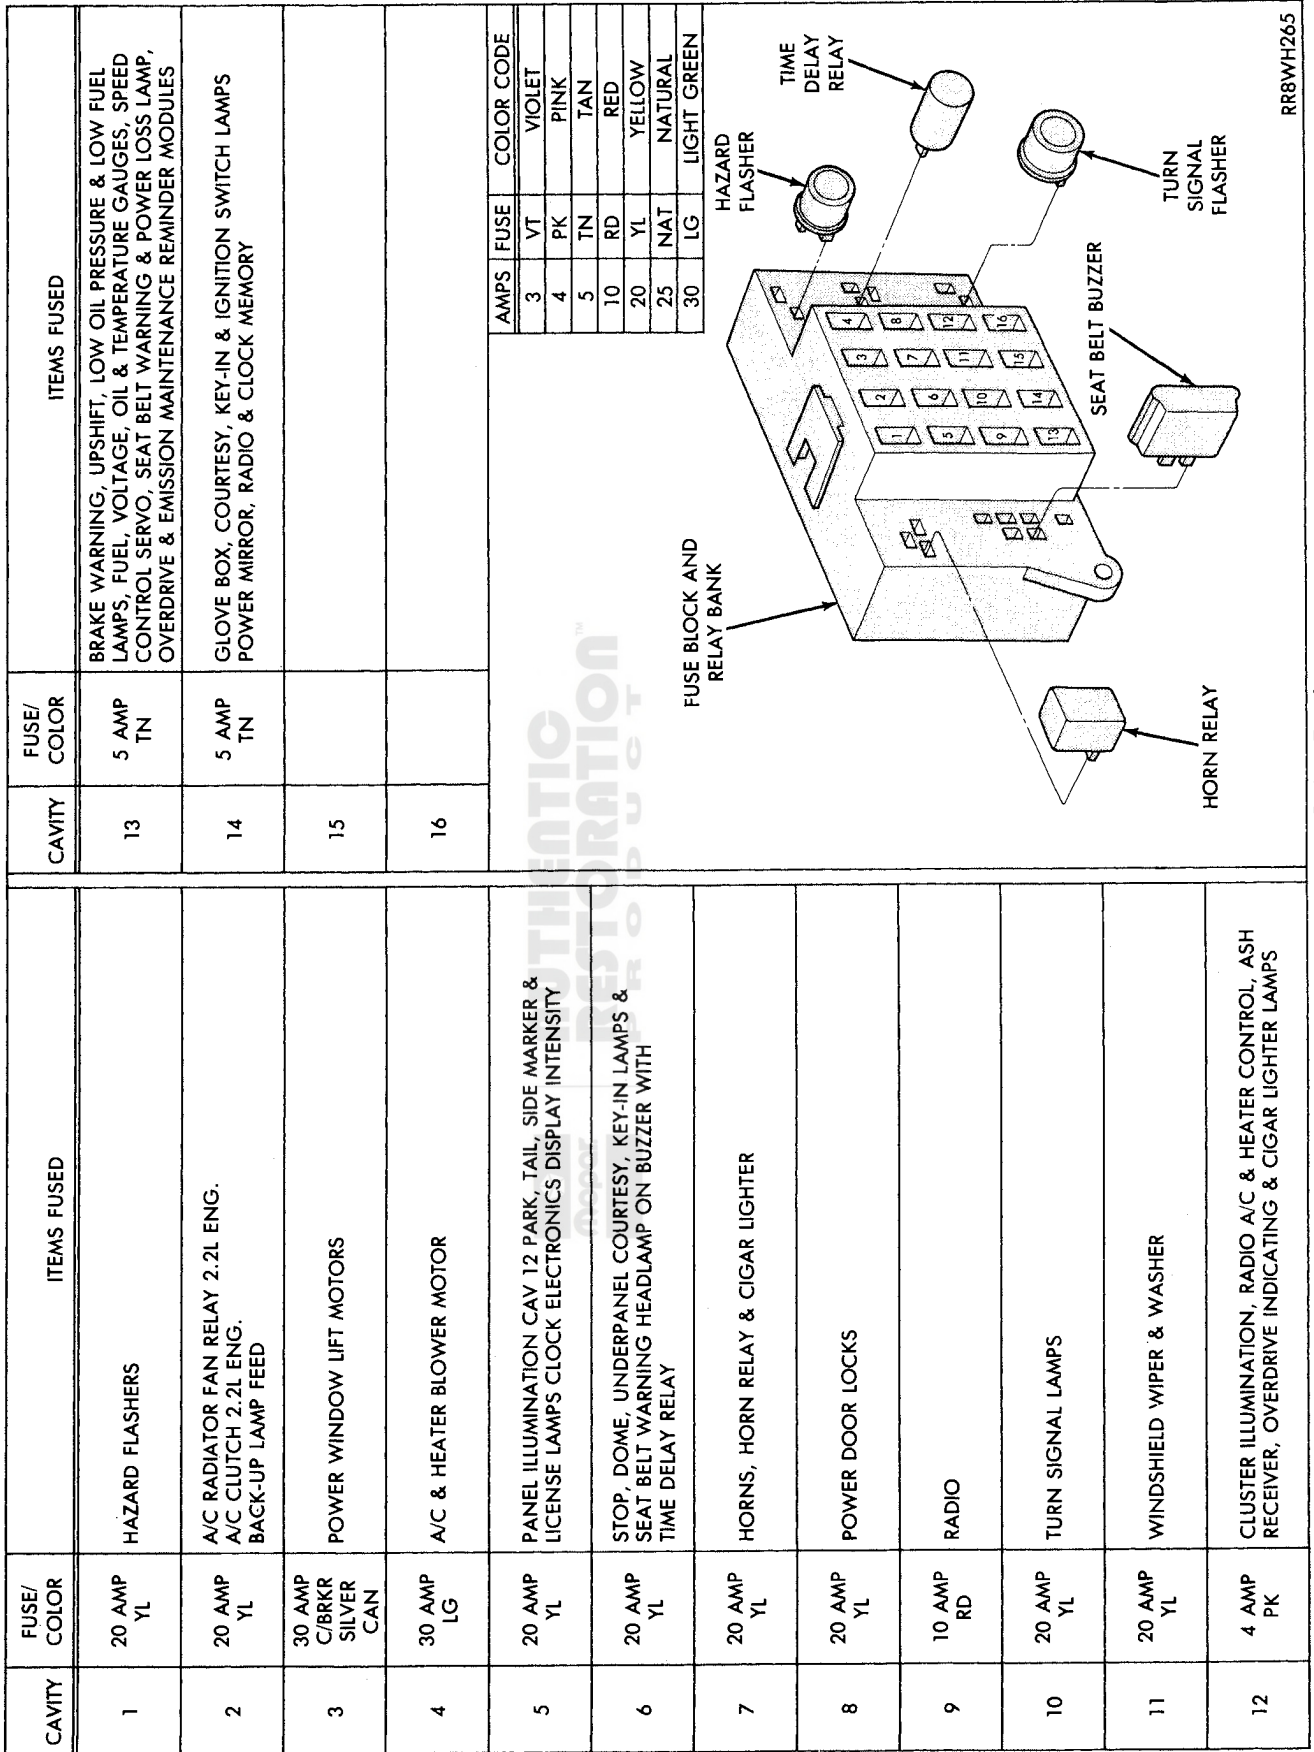 CAVITY FUSE/ COLOR ITEMS FUSED
1 20 AMP YL HAZARD FLASHERS
2 20 AMP YL A/C RADIATOR FAN RELAY 2.2L ENG.
A/C CLUTCH 2.2L ENG.
BACK-UP LAMP FEED
3 30 AMP C/BRKR SILVER CAN POWER WINDOW LIFT MOTORS
4 30 AMP LG A/C & HEATER BLOWER MOTOR
5 20 AMP YL PANEL ILLUMINATION CAV 12 PARK, TAIL, SIDE MARKER &
LICENSE LAMPS CLOCK ELECTRONICS DISPLAY INTENSITY
6 20 AMP YL STOP, DOME, UNDERPANEL COURTESY, KEY-IN LAMPS &
SEAT BELT WARNING HEADLAMP ON BUZZER WITH
TIME DELAY RELAY
7 20 AMP YL HORNS, HORN RELAY & CIGAR LIGHTER
8 20 AMP YL POWER DOOR LOCKS
9 10 AMP RD RADIO
10 20 AMP YL TURN SIGNAL LAMPS
11 20 AMP YL WINDSHIELD WIPER & WASHER
12 4 AMP PK CLUSTER ILLUMINATION, RADIO A/C & HEATER CONTROL, ASH
RECEIVER, OVERDRIVE INDICATING & CIGAR LIGHTER LAMPS
CAVITY FUSE/ COLOR ITEMS FUSED
13 5 AMP TN BRAKE WARNING, UPSHIFT, LOW OIL PRESSURE & LOW FUEL
LAMPS, FUEL, VOLTAGE, OIL & TEMPERATURE GAUGES, SPEED
CONTROL SERVO, SEAT BELT WARNING & POWER LOSS LAMP,
OVERDRIVE & EMISSION MAINTENANCE REMINDER MODULES
14 5 AMP TN GLOVE BOX, COURTESY, KEY-IN & IGNITION SWITCH LAMPS
POWER MIRROR, RADIO & CLOCK MEMORY
15
16
AMPS FUSE COLOR CODE
3 VT VIOLET
4 PK PINK
5 TN TAN
10 RD RED
20 YL YELLOW
25 NAT NATURAL
30 LG LIGHT GREEN
FUSE BLOCK AND
RELAY BANK
HAZARD
FLASHER
TIME
DELAY
RELAY
1 2 3 4
5 6 7 8
9 10 11 12
13 14 15 16
HORN RELAY
SEAT BELT BUZZER
TURN
SIGNAL
FLASHER
RR8WH265
Mopar
AUTHENTIC
RESTORATION™
PRODUCT